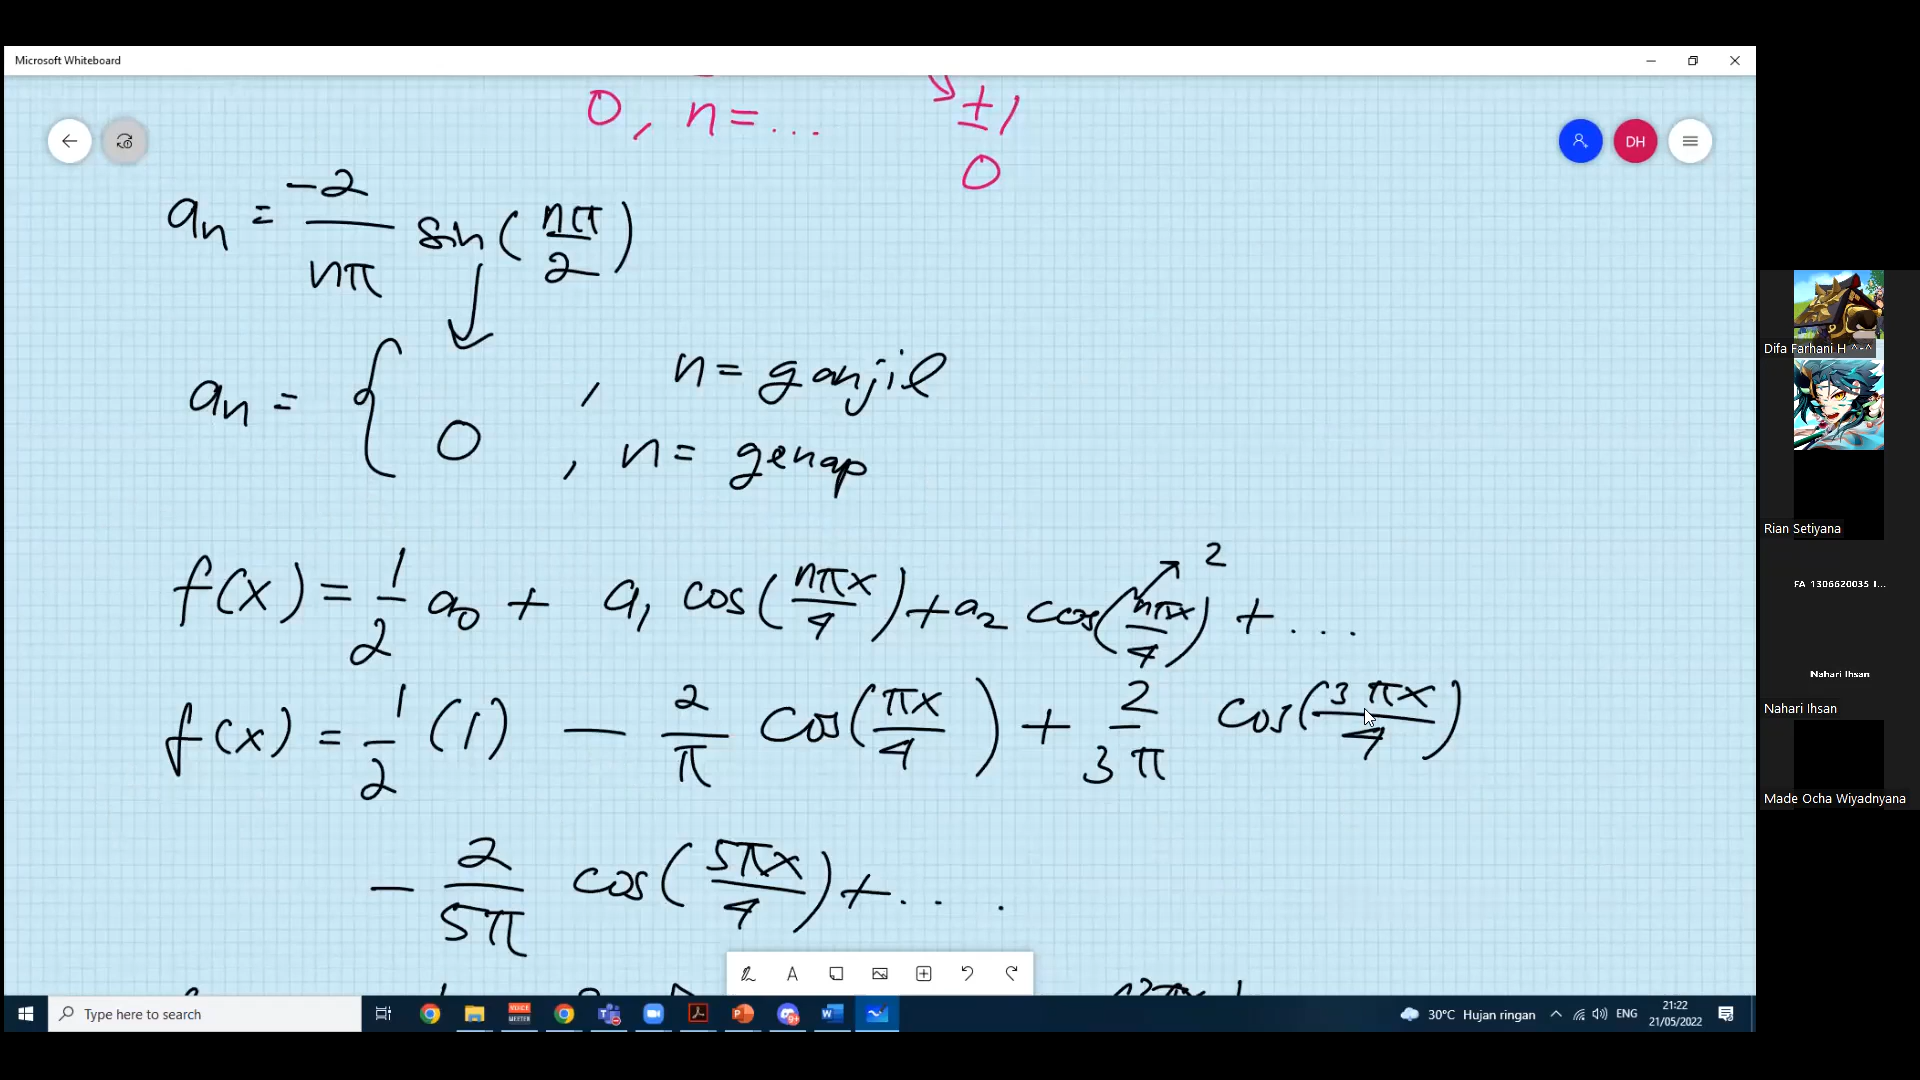 Microsoft Whiteboard
0, n=...
±1
0
DH
an = -2/nπ sin(nπ/2)
an = { , n= ganjil
0 , n= genap
2
f(x) = 1/2 a0 + a1 cos(nπx/4) + a2 cos(nπx/4) + ....
f(x) = 1/2 (1) - 2/π cos(πx/4) + 2/3π cos(3πx/4)
- 2/5π cos(5πx/4) + ....
Difa Farhani H ^-^
Rian Setiyana
FA_1306620035_I...
Nahari Ihsan
Nahari Ihsan
Made Ocha Wiyadnyana
Type here to search
30°C Hujan ringan
ENG
21:22
21/05/2022